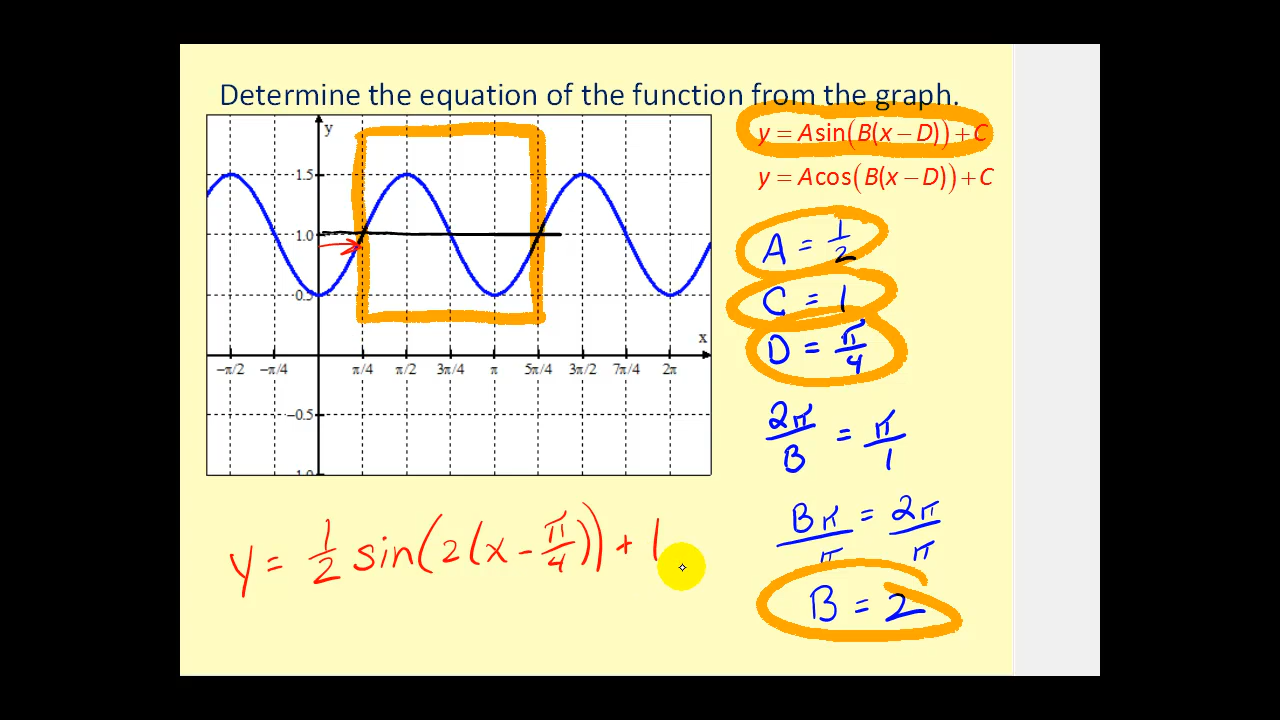 Determine the equation of the function from the graph.
y = Asin(B(x − D)) + C
y = Acos(B(x − D)) + C
y
1.5
1.0
0.5
x
−π/2 −π/4 π/4 π/2 3π/4 π 5π/4 3π/2 7π/4 2π
−0.5
1.0
A = 1/2
C = 1
D = π/4
2π/B = π/1
Bπ/π = 2π/π
B = 2
y = 1/2 sin(2(x − π/4)) + 1